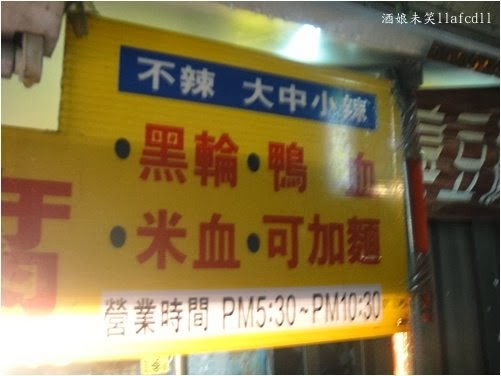 酒娘未笑11afcd11
不辣 大中小辣
•黑輪•鴨血
•米血•可加麵
營業時間 PM5:30~PM10:30